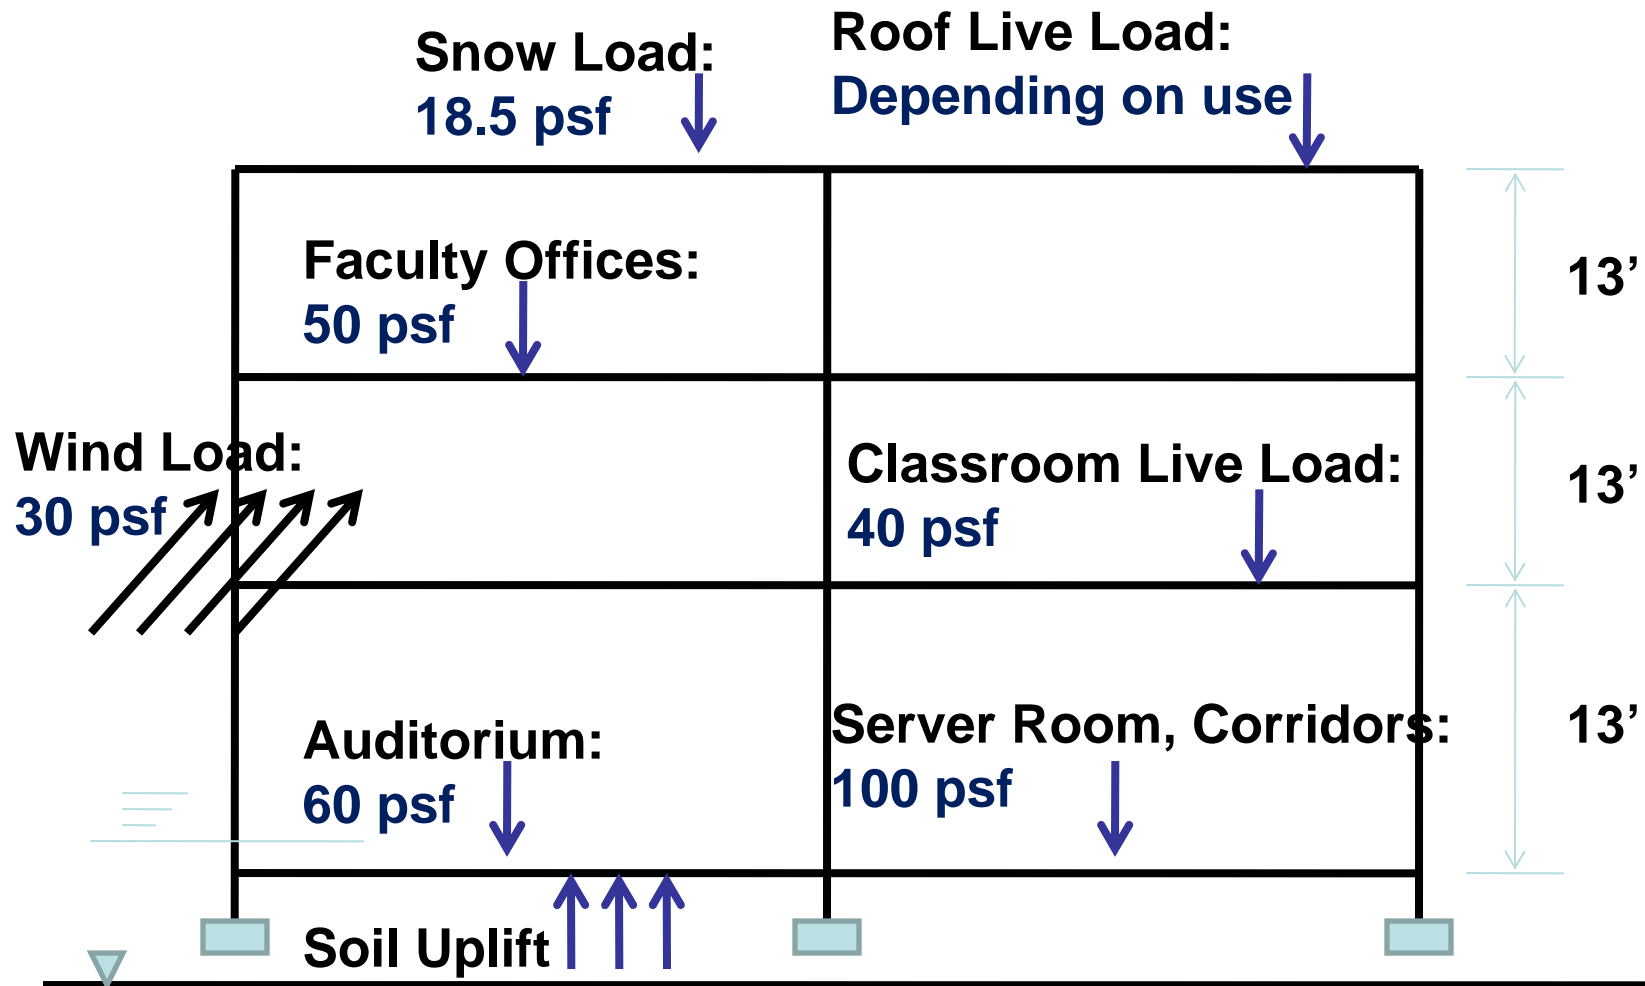 Snow Load:
18.5 psf
Roof Live Load:
Depending on use
Faculty Offices:
50 psf
13’
Wind Load:
30 psf
Classroom Live Load:
40 psf
13’
Auditorium:
60 psf
Server Room, Corridors:
100 psf
13’
Soil Uplift